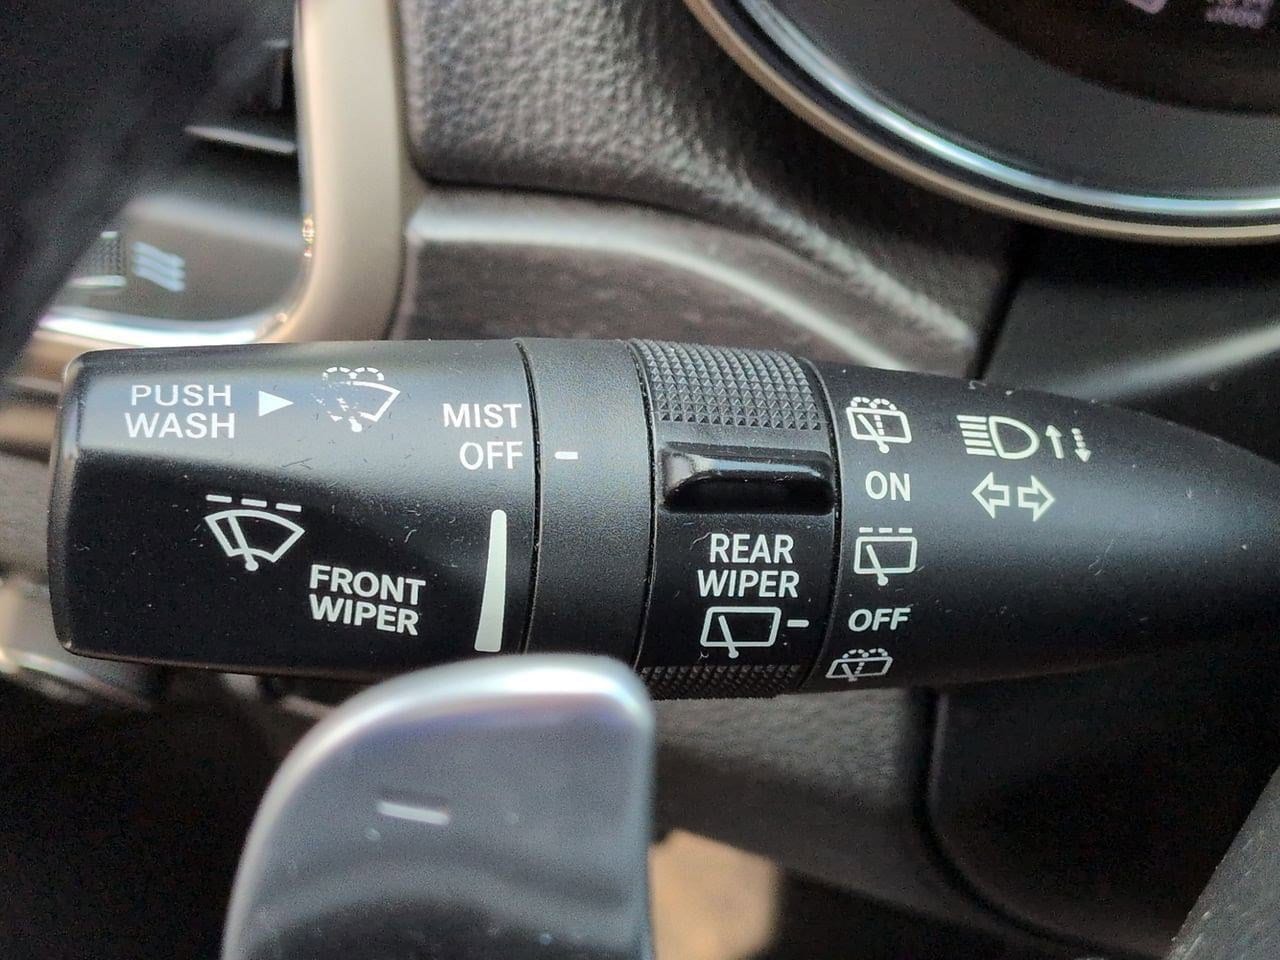 PUSH
WASH
MIST
OFF
FRONT
WIPER
REAR
WIPER
ON
OFF